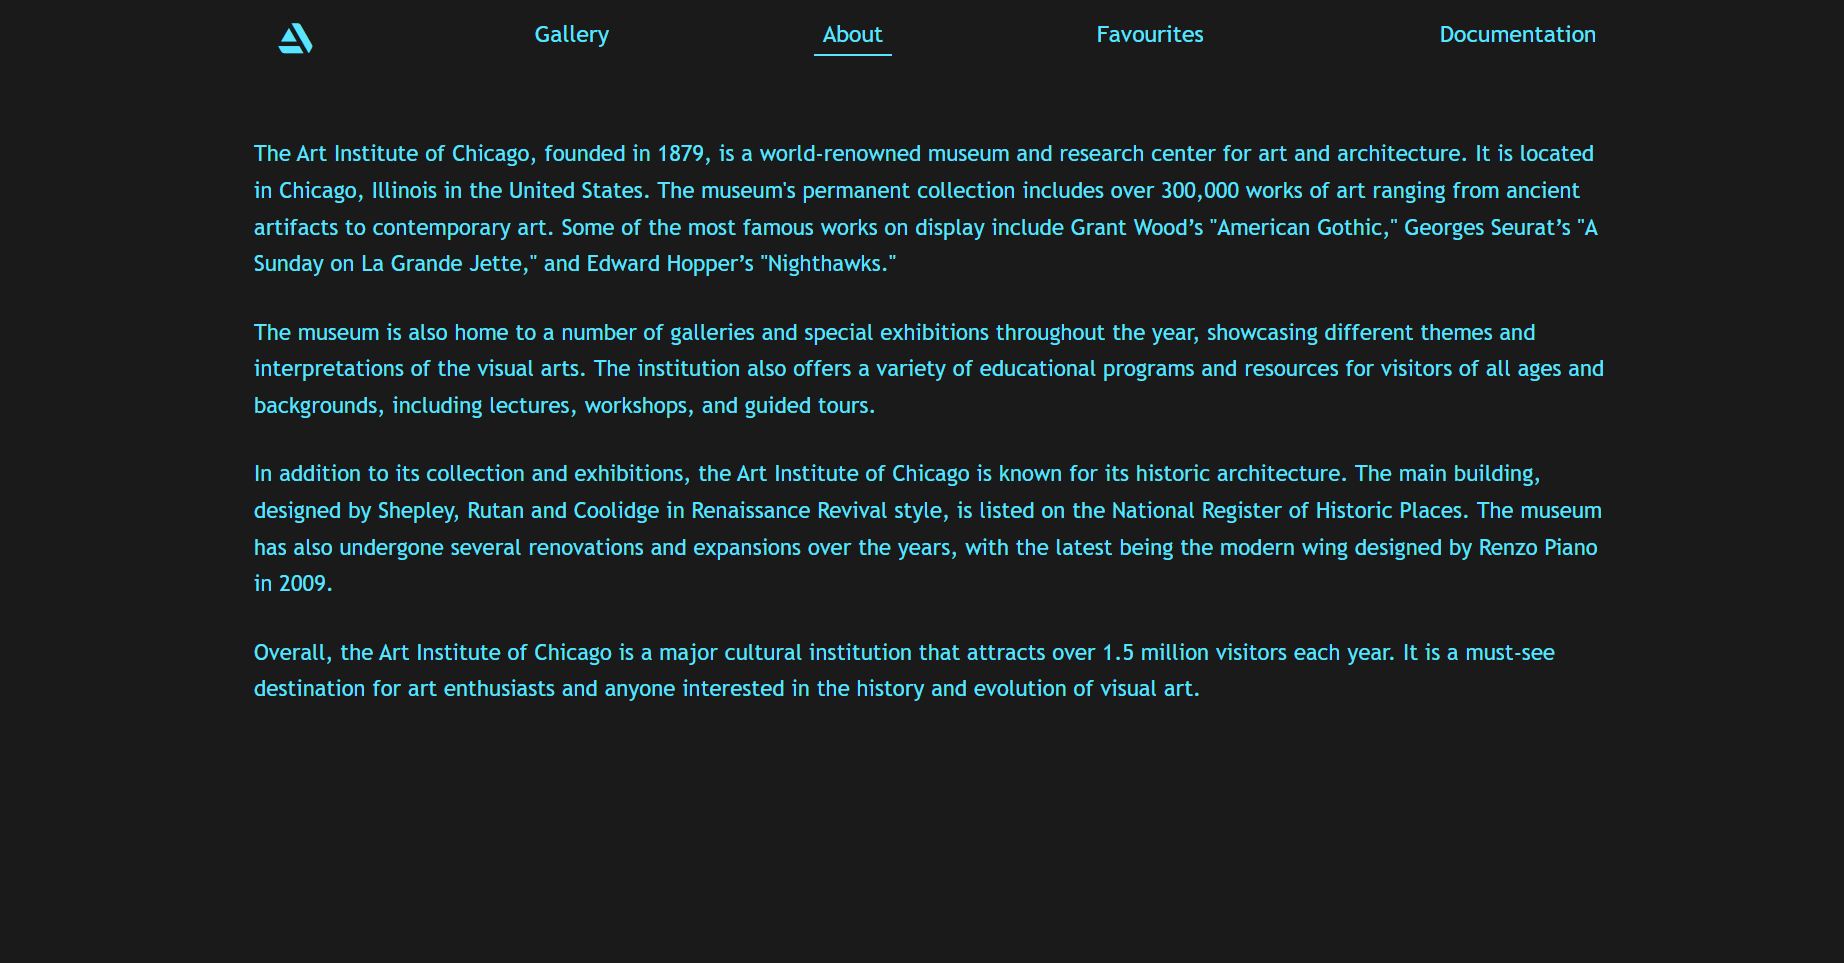 Gallery About Favourites Documentation
The Art Institute of Chicago, founded in 1879, is a world-renowned museum and research center for art and architecture. It is located
in Chicago, Illinois in the United States. The museum's permanent collection includes over 300,000 works of art ranging from ancient
artifacts to contemporary art. Some of the most famous works on display include Grant Wood’s "American Gothic," Georges Seurat’s "A
Sunday on La Grande Jette," and Edward Hopper’s "Nighthawks."
The museum is also home to a number of galleries and special exhibitions throughout the year, showcasing different themes and
interpretations of the visual arts. The institution also offers a variety of educational programs and resources for visitors of all ages and
backgrounds, including lectures, workshops, and guided tours.
In addition to its collection and exhibitions, the Art Institute of Chicago is known for its historic architecture. The main building,
designed by Shepley, Rutan and Coolidge in Renaissance Revival style, is listed on the National Register of Historic Places. The museum
has also undergone several renovations and expansions over the years, with the latest being the modern wing designed by Renzo Piano
in 2009.
Overall, the Art Institute of Chicago is a major cultural institution that attracts over 1.5 million visitors each year. It is a must-see
destination for art enthusiasts and anyone interested in the history and evolution of visual art.